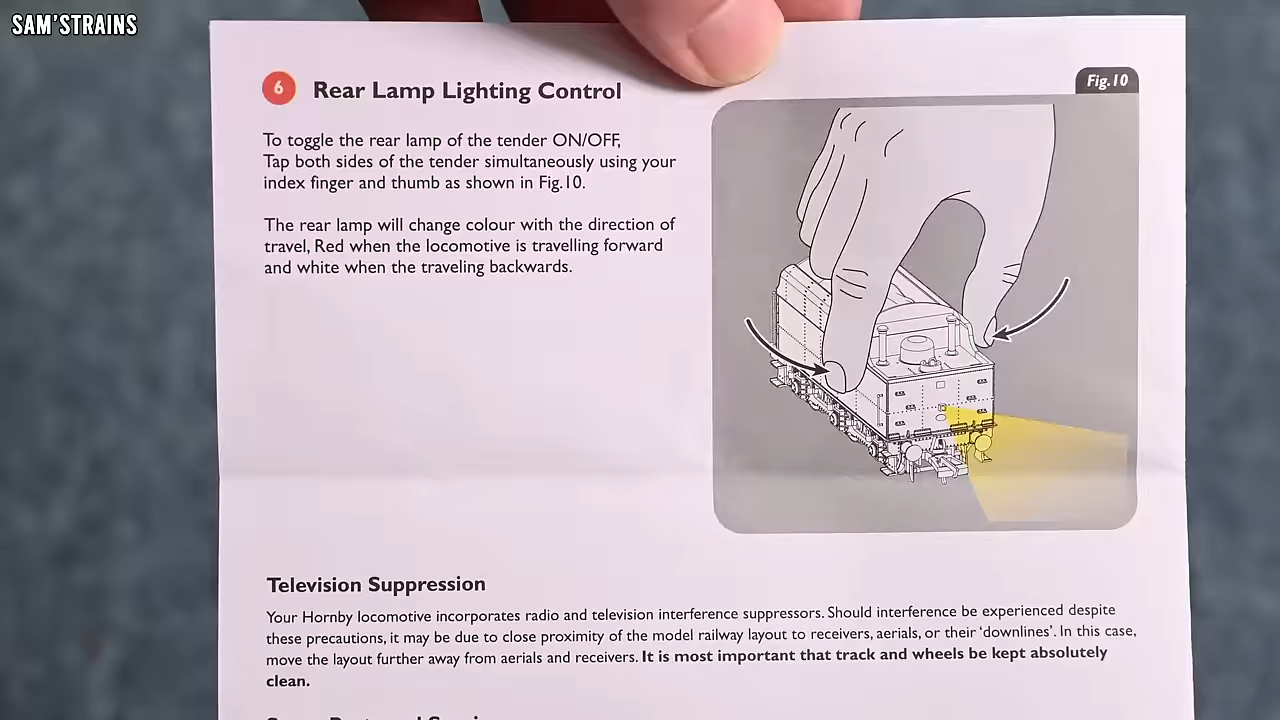 SAM'STRAINS
6 Rear Lamp Lighting Control
Fig.10
To toggle the rear lamp of the tender ON/OFF,
Tap both sides of the tender simultaneously using your
index finger and thumb as shown in Fig.10.
The rear lamp will change colour with the direction of
travel, Red when the locomotive is travelling forward
and white when the traveling backwards.
Television Suppression
Your Hornby locomotive incorporates radio and television interference suppressors. Should interference be experienced despite
these precautions, it may be due to close proximity of the model railway layout to receivers, aerials, or their 'downlines'. In this case,
move the layout further away from aerials and receivers. It is most important that track and wheels be kept absolutely
clean.